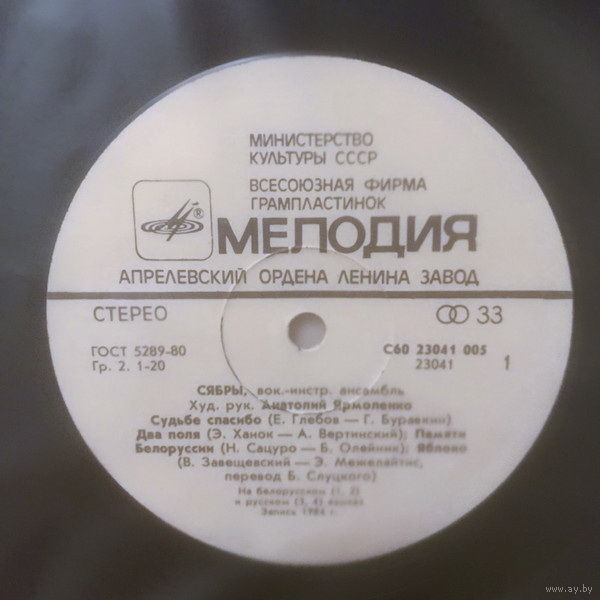 МИНИСТЕРСТВО
КУЛЬТУРЫ СССР
ВСЕСОЮЗНАЯ ФИРМА
ГРАМПЛАСТИНОК
®
МЕЛОДИЯ
АПРЕЛЕВСКИЙ ОРДЕНА ЛЕНИНА ЗАВОД
СТЕРЕО
33
ГОСТ 5289-80
Гр. 2. 1-20
С60 23041 005
23041
1
СЯБРЫ, вок.-инстр. ансамбль
Худ. рук. Анатолий Ярмоленко
Судьбе спасибо (Е. Глебов — Г. Буравкин)
Два поля (Э. Ханок — А. Вертинский); Памяти
Белоруссии (Н. Сацуро — Б. Олейник); Яблоко
(В. Завещевский — Э. Межелайтис,
перевод Б. Слуцкого)
На белорусском (1, 2)
и русском (3, 4) языках
Запись 1984 г.
www.ay.by